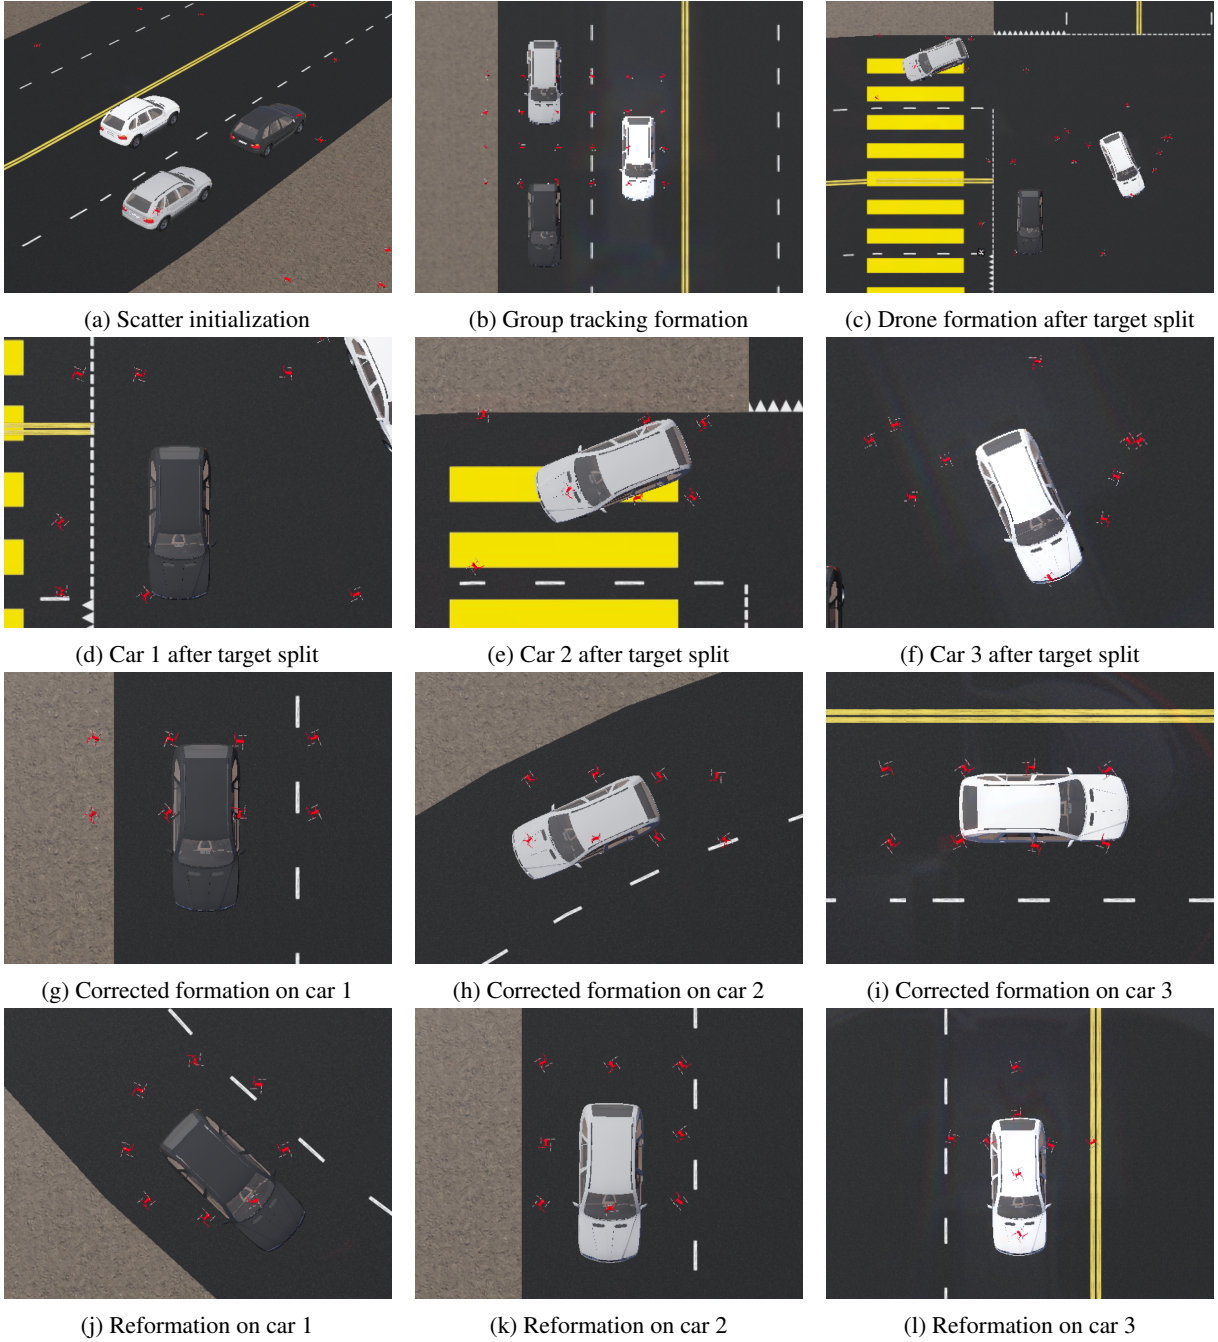 (a) Scatter initialization
(b) Group tracking formation
(c) Drone formation after target split
(d) Car 1 after target split
(e) Car 2 after target split
(f) Car 3 after target split
(g) Corrected formation on car 1
(h) Corrected formation on car 2
(i) Corrected formation on car 3
(j) Reformation on car 1
(k) Reformation on car 2
(l) Reformation on car 3